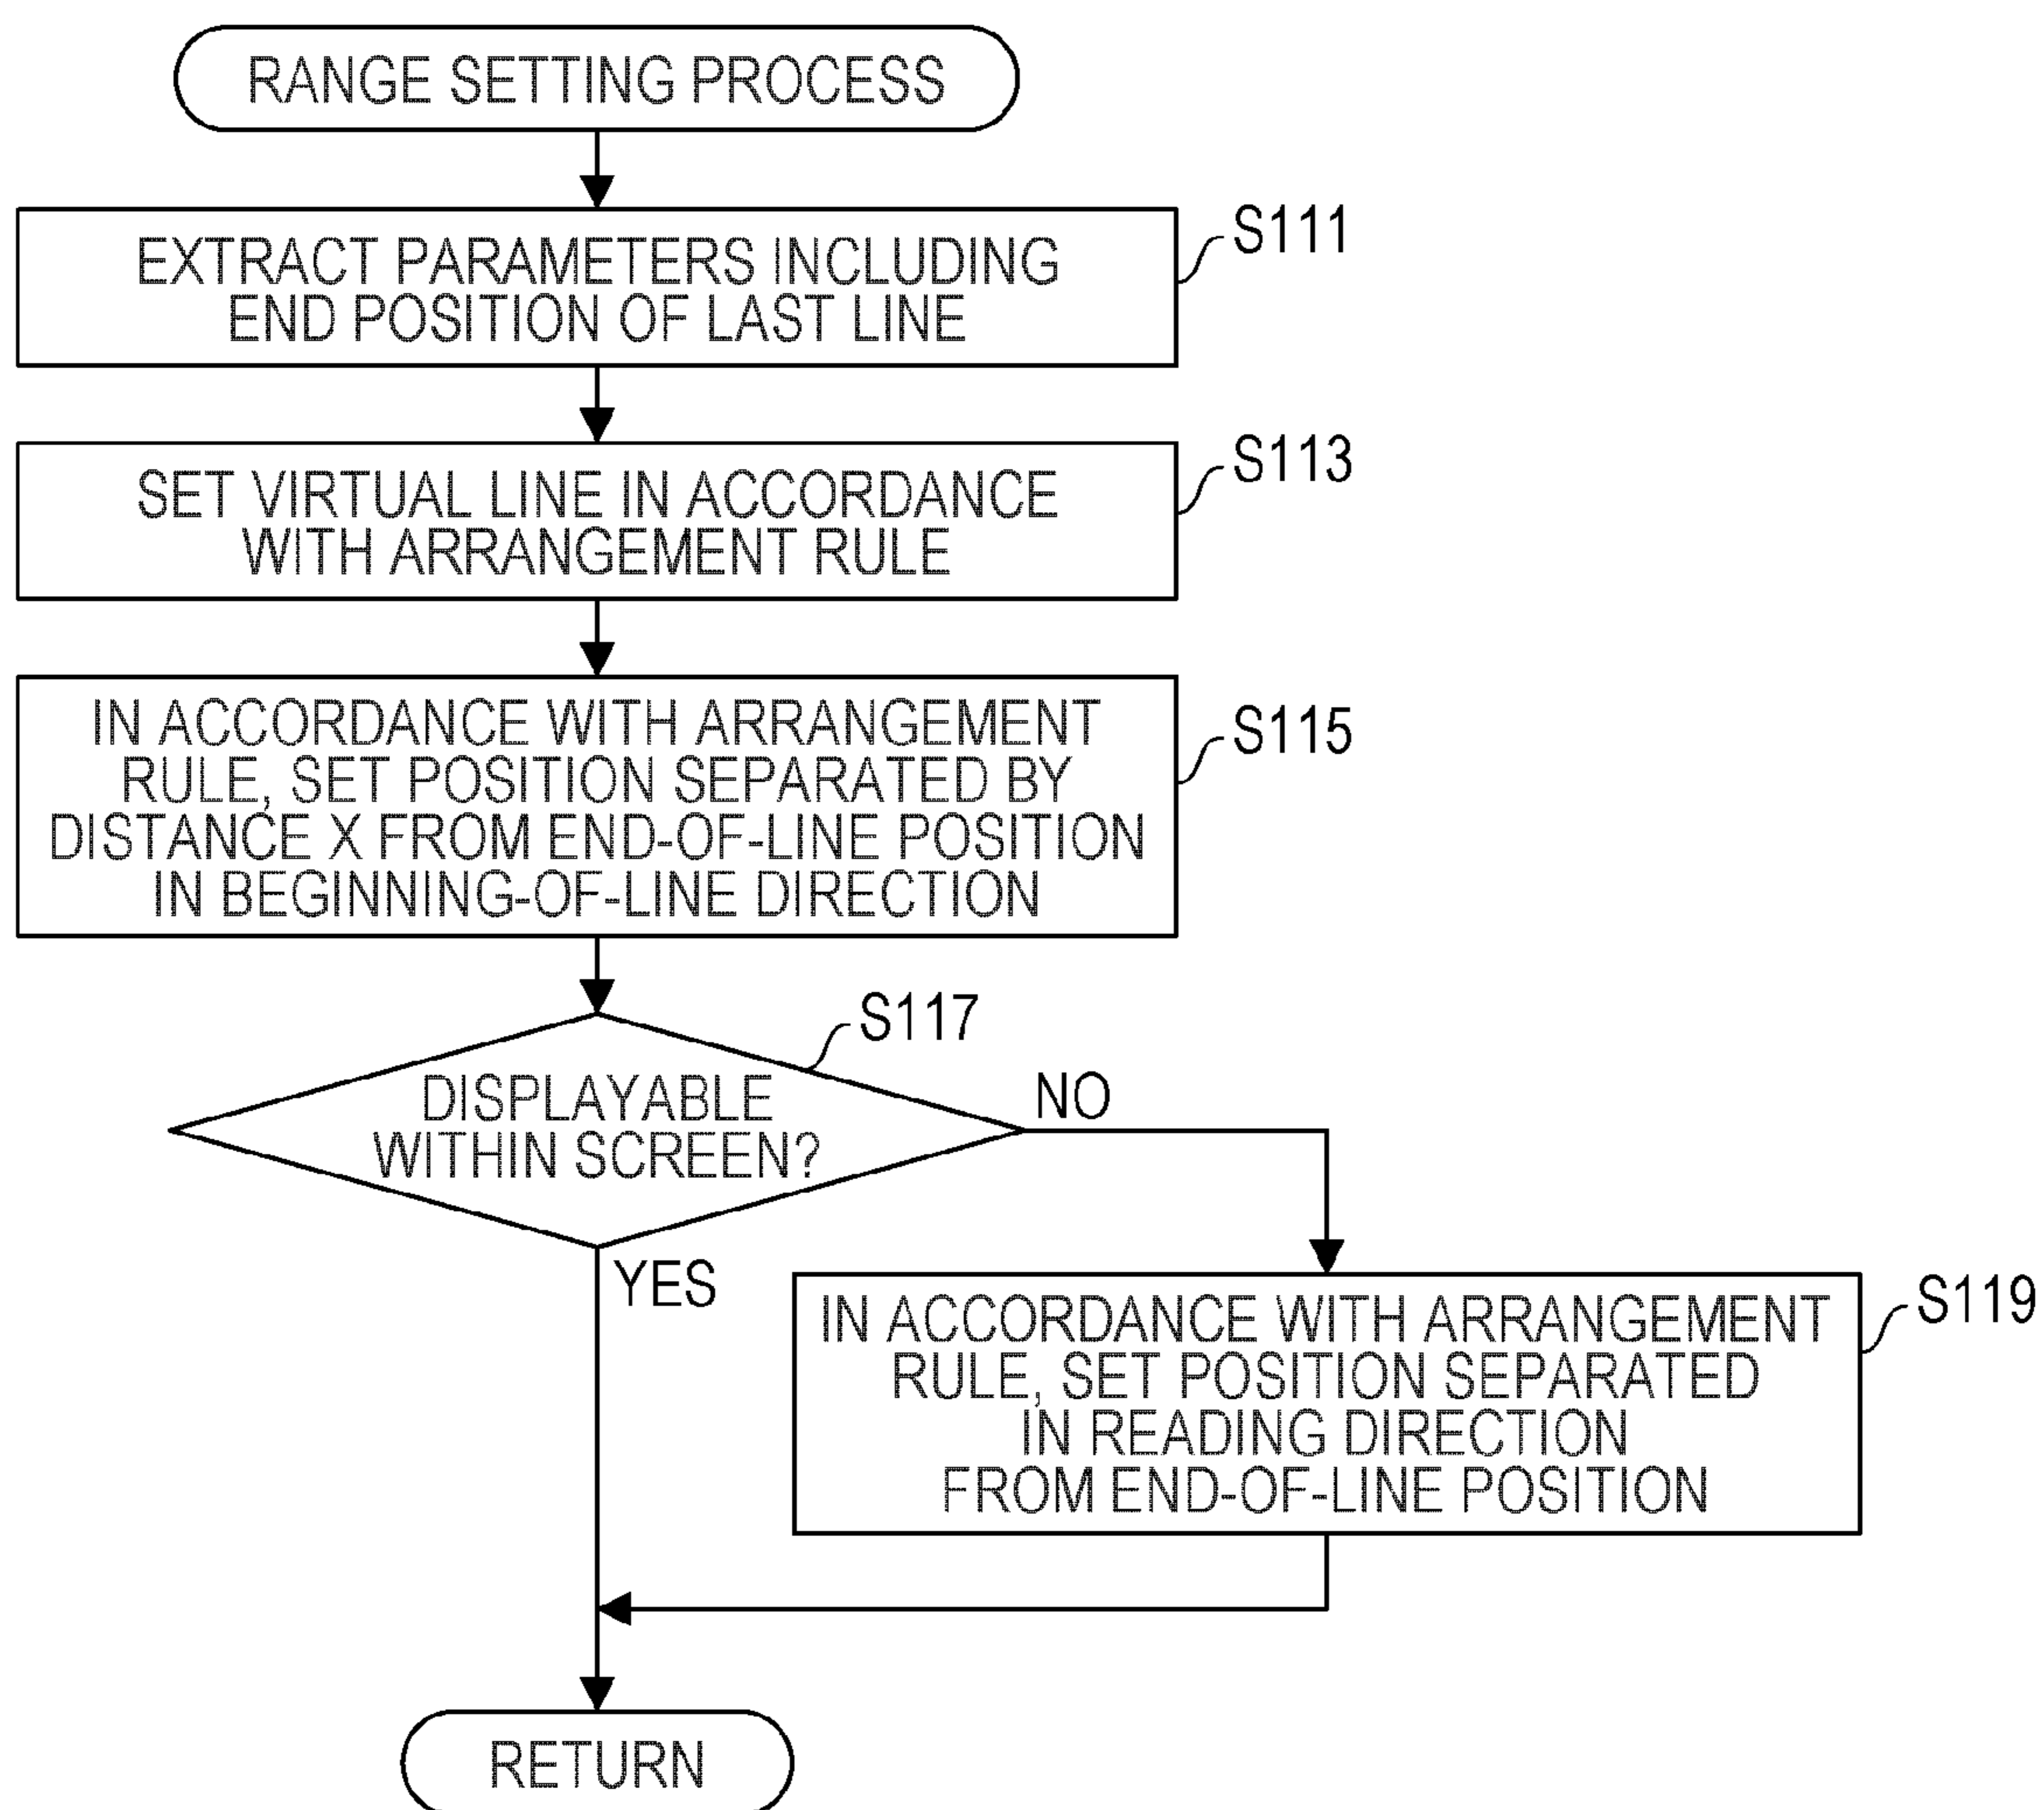 RANGE SETTING PROCESS
EXTRACT PARAMETERS INCLUDING
END POSITION OF LAST LINE
S111
SET VIRTUAL LINE IN ACCORDANCE
WITH ARRANGEMENT RULE
S113
IN ACCORDANCE WITH ARRANGEMENT
RULE, SET POSITION SEPARATED BY
DISTANCE X FROM END-OF-LINE POSITION
IN BEGINNING-OF-LINE DIRECTION
S115
DISPLAYABLE
WITHIN SCREEN?
S117
NO
YES
IN ACCORDANCE WITH ARRANGEMENT
RULE, SET POSITION SEPARATED
IN READING DIRECTION
FROM END-OF-LINE POSITION
S119
RETURN